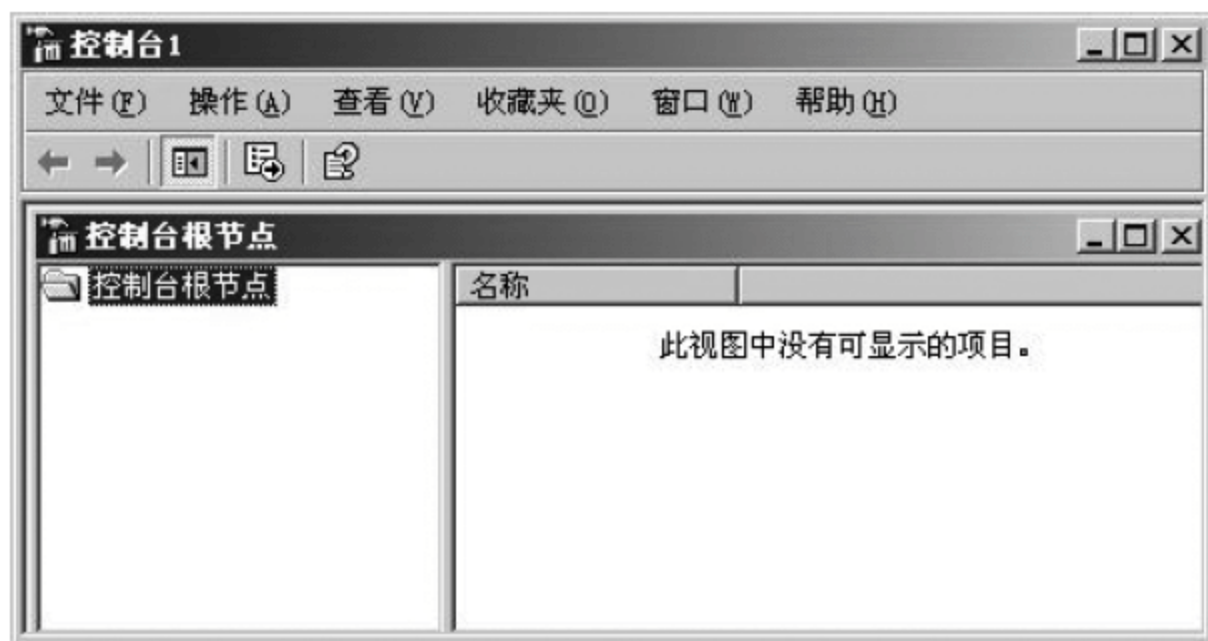 控制台1
文件(F) 操作(A) 查看(V) 收藏夹(O) 窗口(W) 帮助(H)
控制台根节点
控制台根节点
名称
此视图中没有可显示的项目。